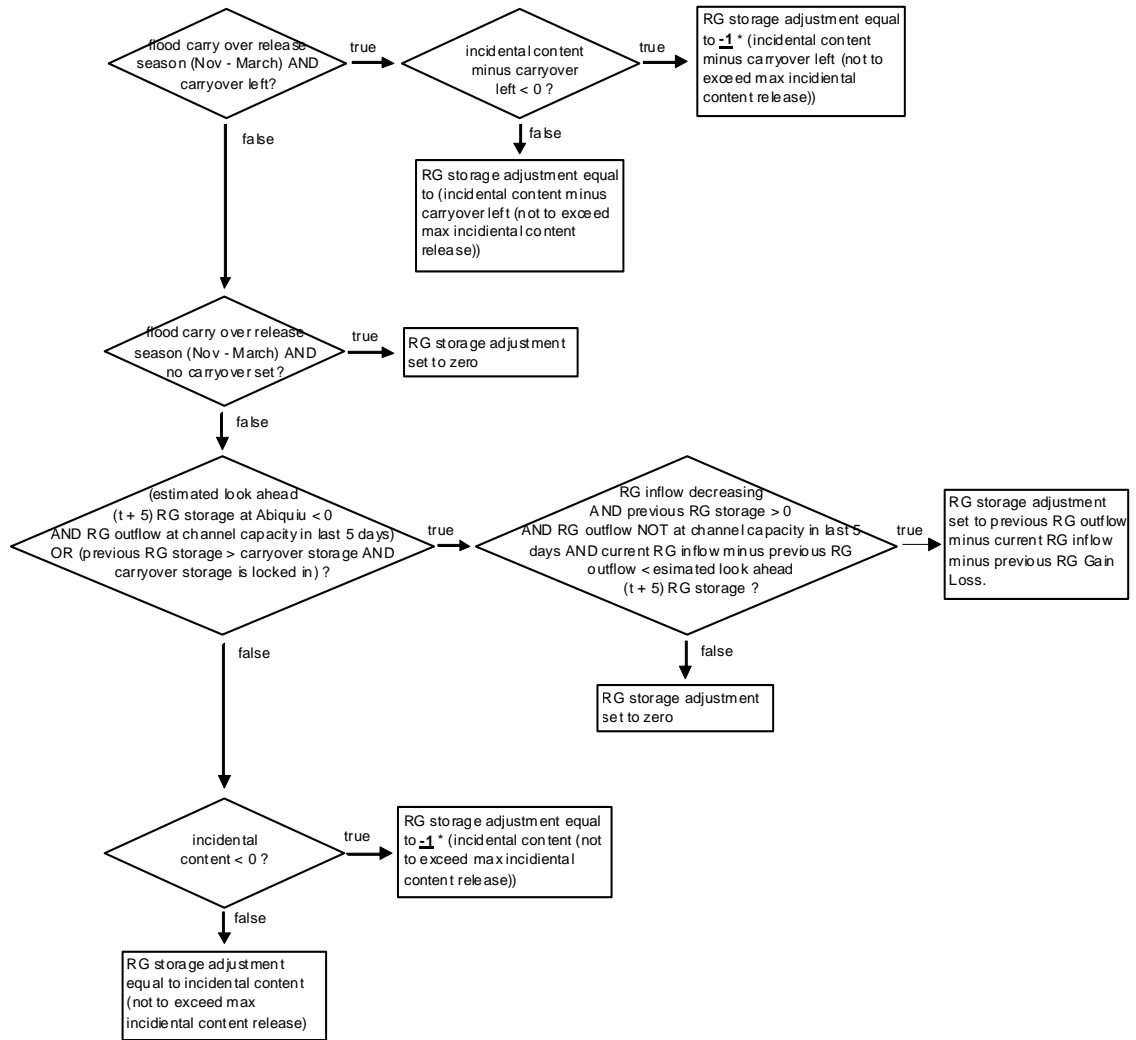 flood carry over release
season (Nov - March) AND
carryover left?
true
incidental content
minus carryover
left < 0 ?
true
RG storage adjustment equal
to -1 * (incidental content
minus carryover left (not to
exceed max incidiental
content release))
false
false
RG storage adjustment equal
to (incidental content minus
carryover left (not to exceed
max incidiental content
release))
flood carry over release
season (Nov - March) AND
no carryover set?
true
RG storage adjustment
set to zero
false
(estimated look ahead
(t + 5) RG storage at Abiquiu < 0
AND RG outflow at channel capacity in last 5 days)
OR (previous RG storage > carryover storage AND
carryover storage is locked in) ?
true
RG inflow decreasing
AND previous RG storage > 0
AND RG outflow NOT at channel capacity in last 5
days AND current RG inflow minus previous RG
outflow < esimated look ahead
(t + 5) RG storage ?
true
RG storage adjustment
set to previous RG outflow
minus current RG inflow
minus previous RG Gain
Loss.
false
false
RG storage adjustment
set to zero
incidental
content < 0 ?
true
RG storage adjustment equal
to -1 * (incidental content (not
to exceed max incidiental
content release))
false
RG storage adjustment
equal to incidental content
(not to exceed max
incidiental content release)